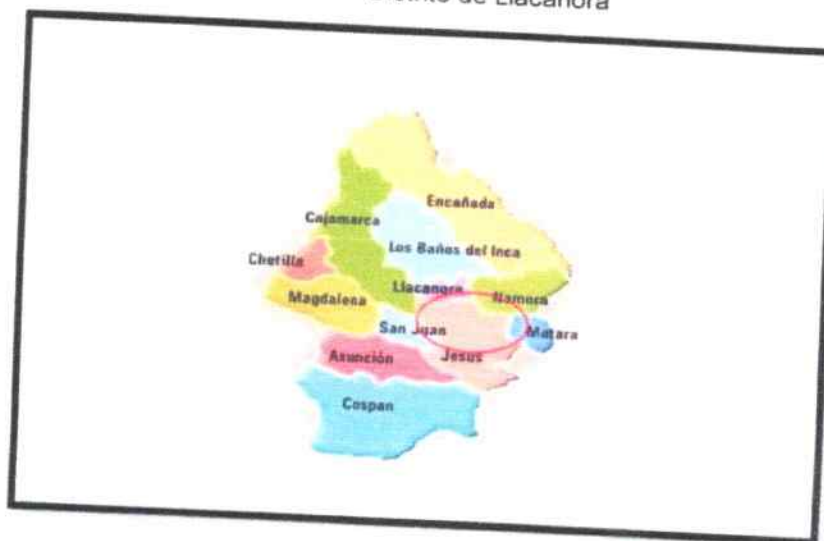 de Llacanora
Encañada
Cajamarca
Los Baños del Inca
Chetilla
Llacanora
Magdalena
Namora
San Juan
Matara
Asunción
Jesus
Cospan